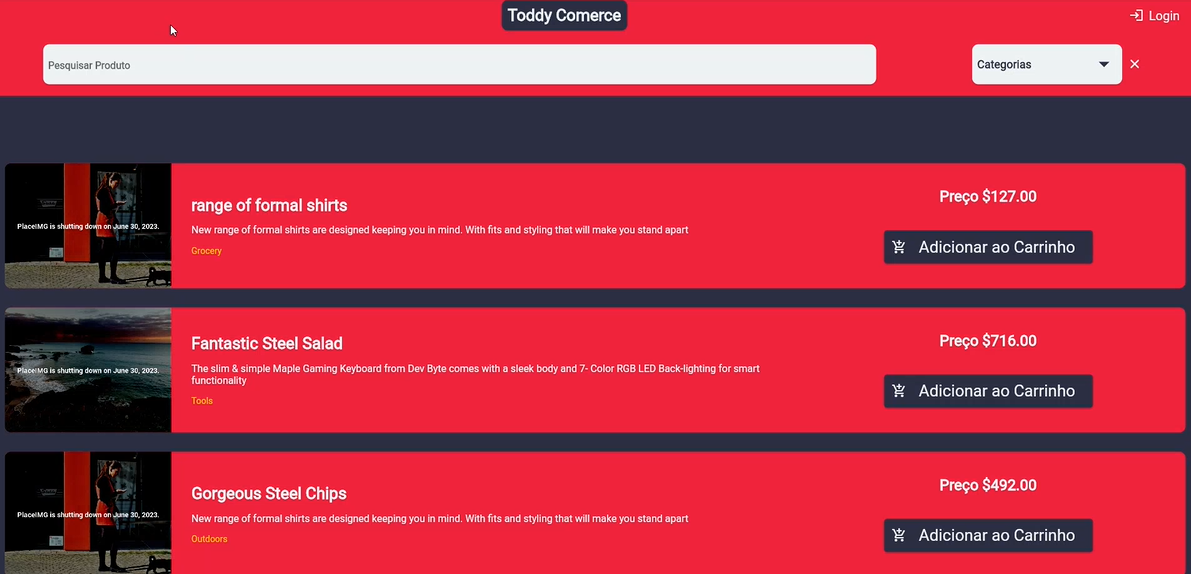 Toddy Comerce
Login
Pesquisar Produto
Categorias
PlaceIMG is shutting down on June 30, 2023.
range of formal shirts
New range of formal shirts are designed keeping you in mind. With fits and styling that will make you stand apart
Grocery
Preço $127.00
Adicionar ao Carrinho
PlaceIMG is shutting down on June 30, 2023.
Fantastic Steel Salad
The slim & simple Maple Gaming Keyboard from Dev Byte comes with a sleek body and 7- Color RGB LED Back-lighting for smart
functionality
Tools
Preço $716.00
Adicionar ao Carrinho
PlaceIMG is shutting down on June 30, 2023.
Gorgeous Steel Chips
New range of formal shirts are designed keeping you in mind. With fits and styling that will make you stand apart
Outdoors
Preço $492.00
Adicionar ao Carrinho